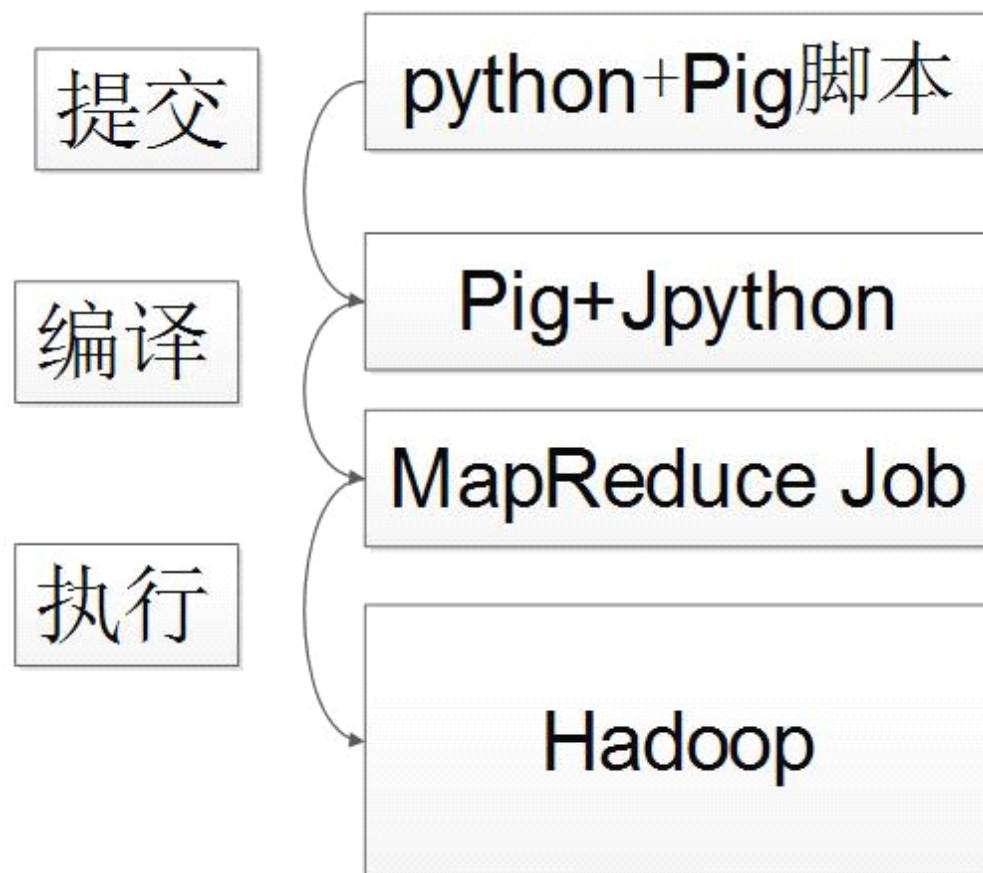 提交
python+Pig脚本
编译
Pig+Jpython
MapReduce Job
执行
Hadoop